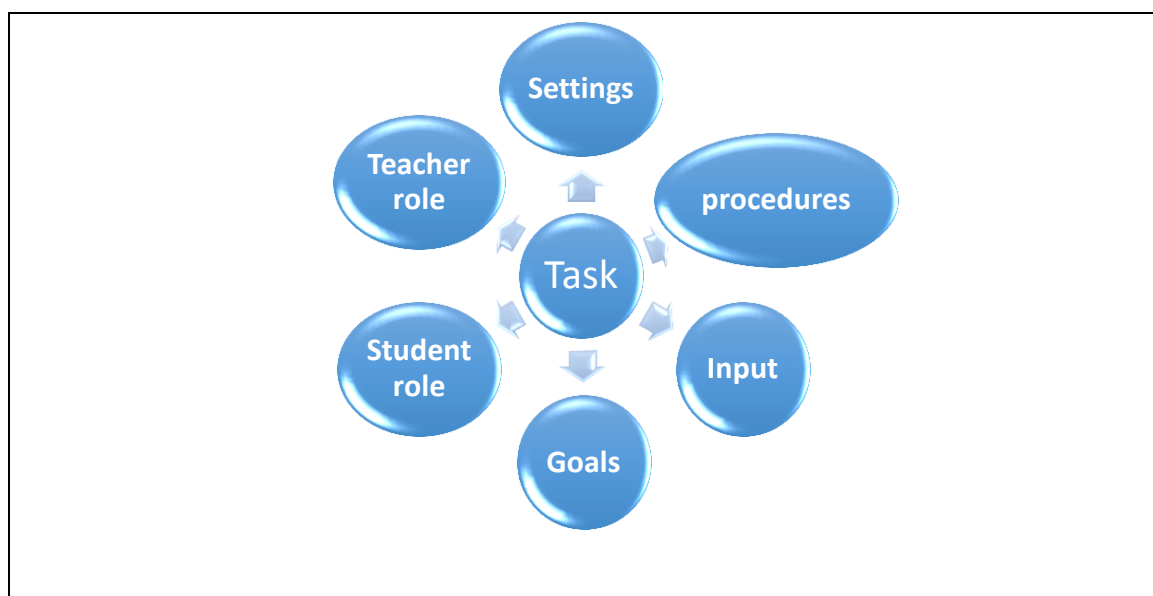 Settings
Teacher
role
procedures
Task
Student
role
Input
Goals